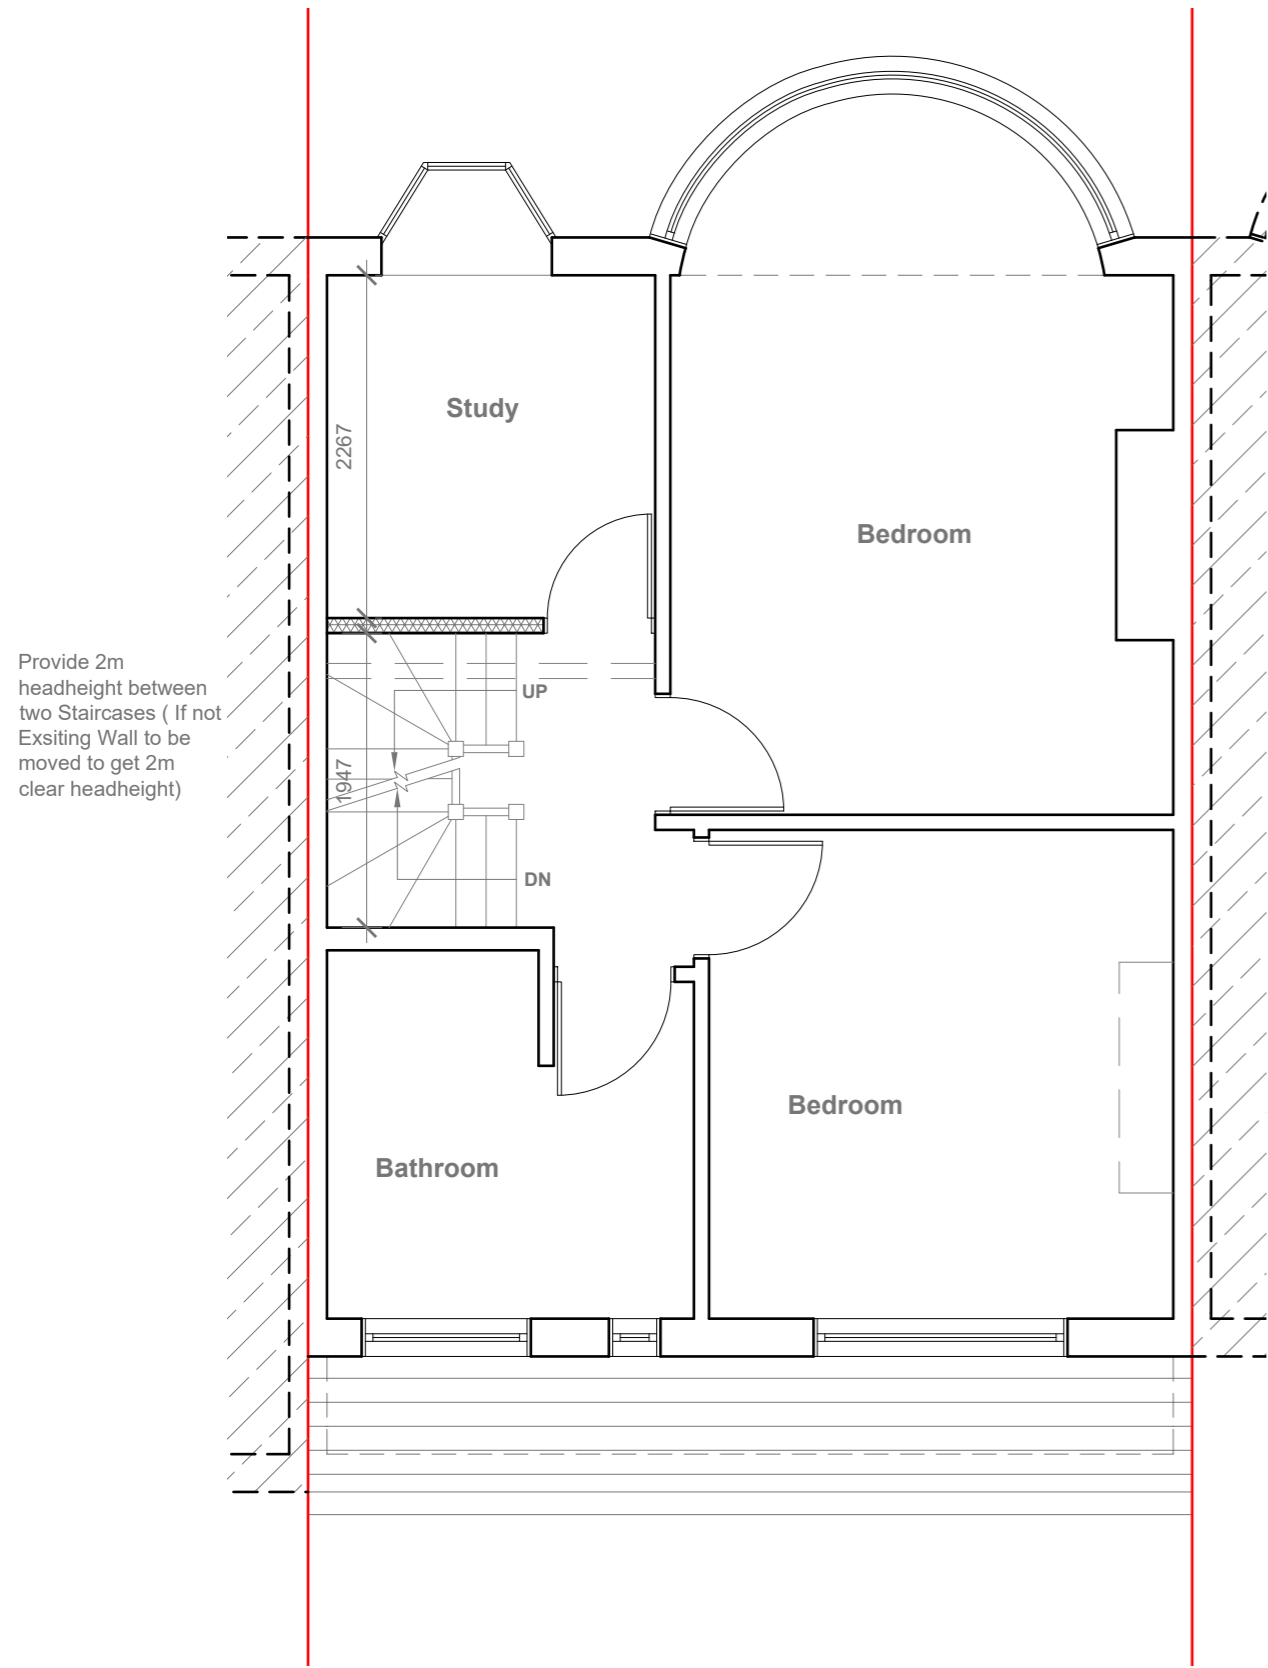 Study
2267
Bedroom
Provide 2m
headheight between
two Staircases ( If not
Exsiting Wall to be
moved to get 2m
clear headheight)
UP
1947
DN
Bedroom
Bathroom